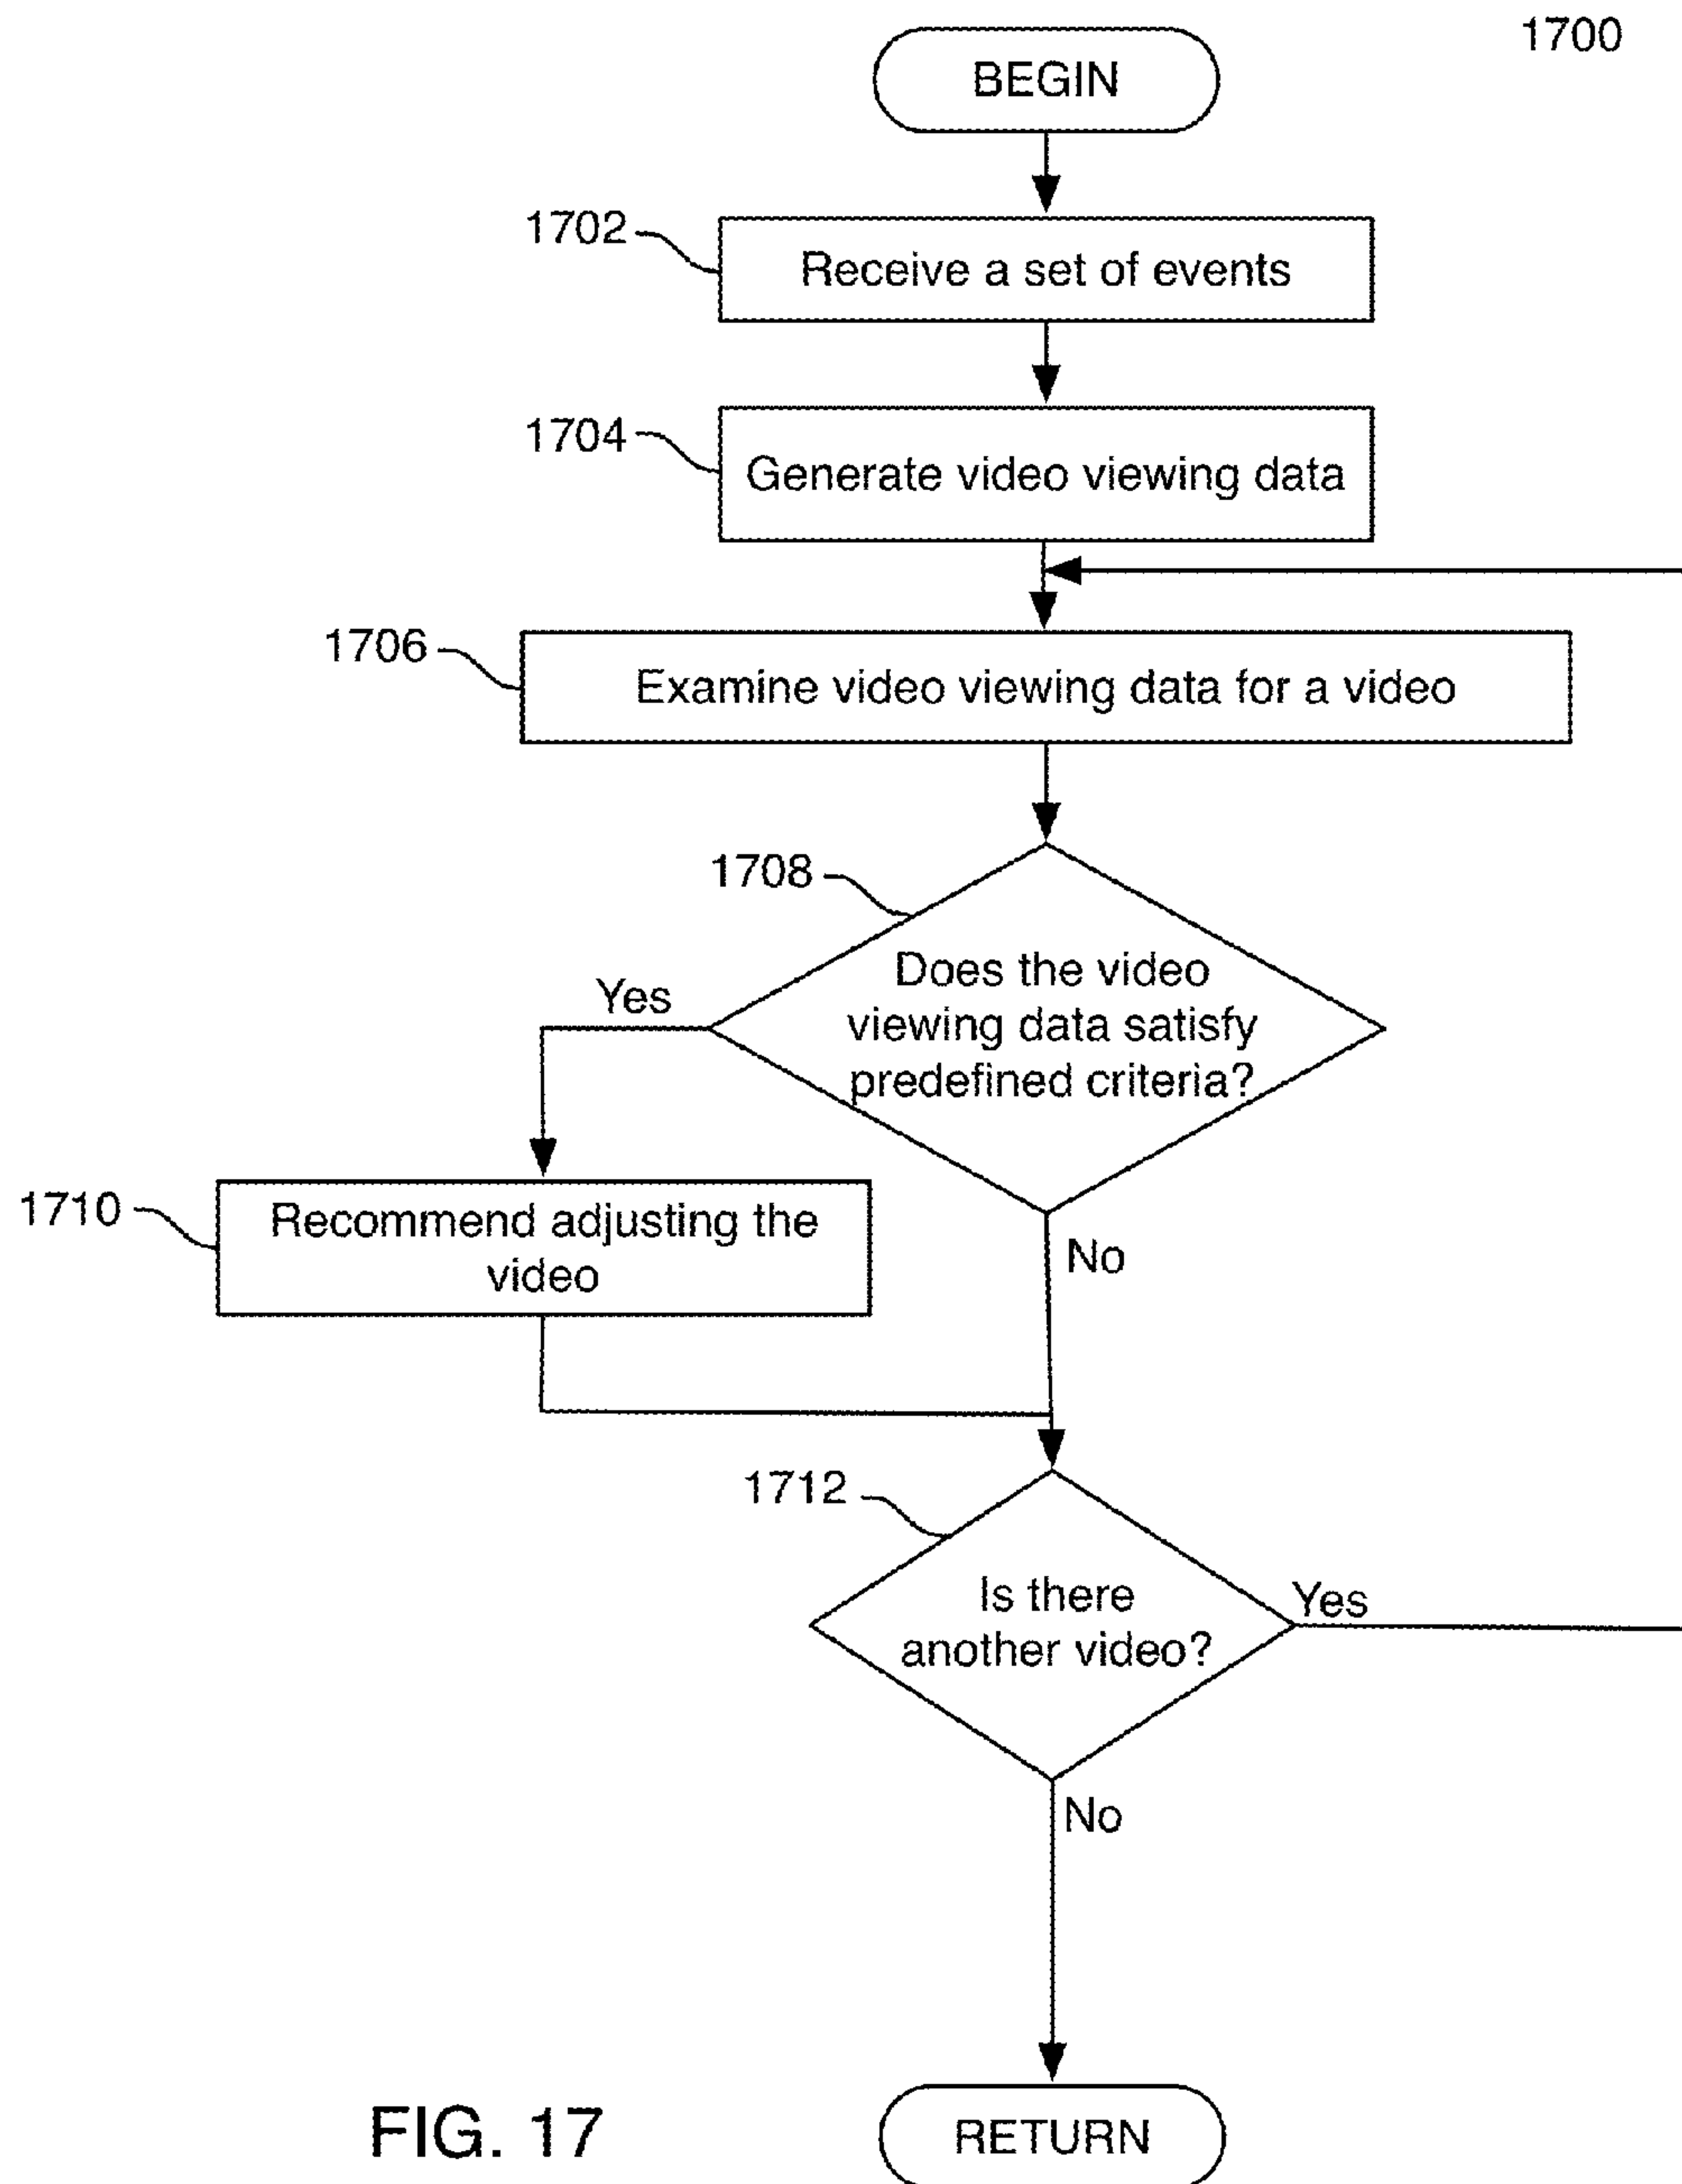 1700
BEGIN
1702
Receive a set of events
1704
Generate video viewing data
1706
Examine video viewing data for a video
1708
Does the video
viewing data satisfy
predefined criteria?
Yes
No
1710
Recommend adjusting the
video
1712
Is there
another video?
Yes
No
RETURN
FIG. 17